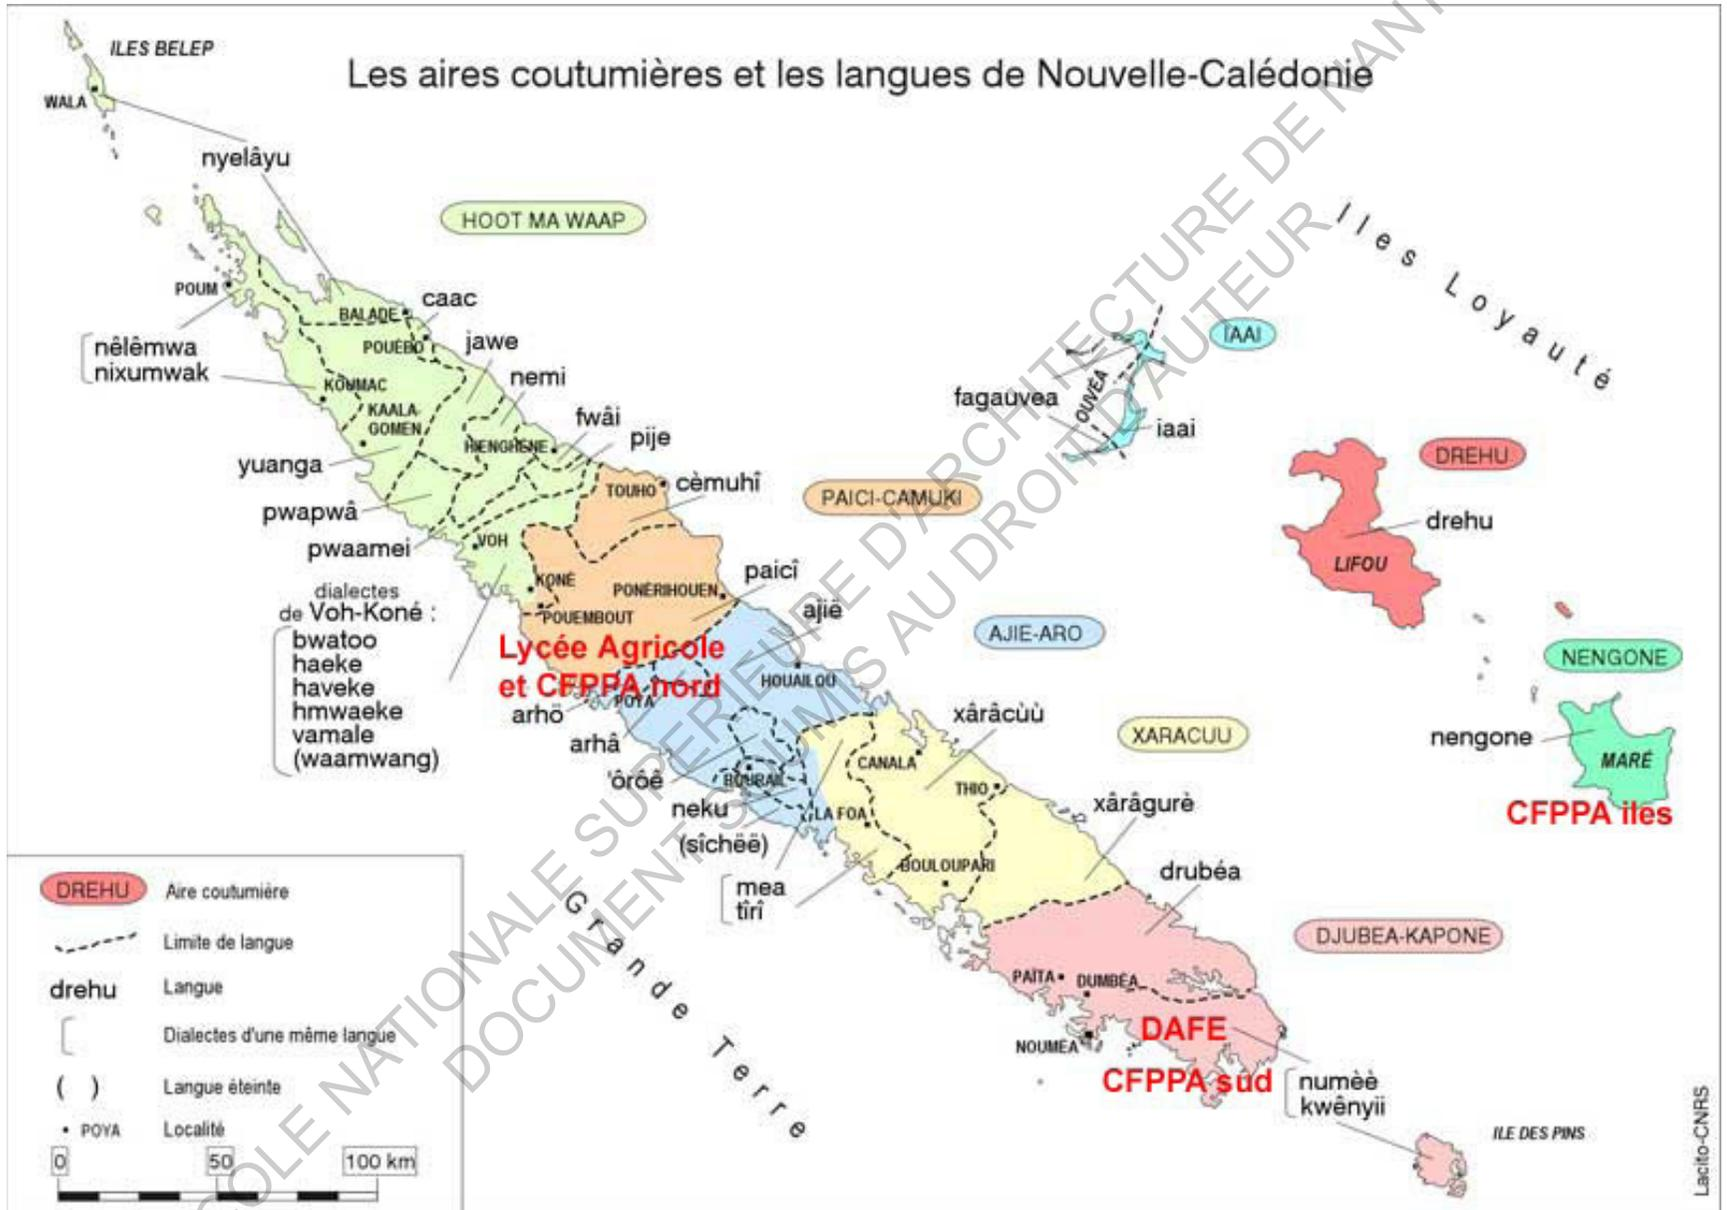 Les aires coutumières et les langues de Nouvelle-Calédonie
ILES BELEP
WALA
nyelâyu
HOOT MA WAAP
POUM
BALADE
caac
POUÉBO
jawe
nêlêmwa
nixumwak
KOUMAC
nemi
KAALA-
GOMEN
fwâi
HIENGHÈNE
pije
yuanga
TOUHO
cèmuhî
PAICI-CAMUKI
pwapwâ
pwaamei
VOH
KONÉ
PONÉRIHOUEN
paicî
POUEMBOUT
dialectes
de Voh-Koné :
bwatoo
haeke
haveke
hmwaeke
vamale
(waamwang)
Lycée Agricole
et CFPPA nord
ajië
AJIE-ARO
HOUAILOU
POYA
arhö
arhâ
'ôrôê
BOURAIL
neku
(sîchëë)
mea
tîrî
xârâcùù
XARACUU
CANALA
THIO
LA FOA
xârâgurè
BOULOUPARI
drubéa
DJUBEA-KAPONE
PAÏTA
DUMBÉA
NOUMÉA
DAFE
CFPPA sud
numèè
kwênyii
ILE DES PINS
Iles Loyauté
IAAI
fagauvea
OUVÉA
iaai
DREHU
drehu
LIFOU
NENGONE
nengone
MARÉ
CFPPA iles
Grande Terre
DREHU Aire coutumière
Limite de langue
drehu Langue
[ Dialectes d'une même langue
( ) Langue éteinte
• POYA Localité
0 50 100 km
Lacito-CNRS
ECOLE NATIONALE SUPERIEURE D'ARCHITECTURE DE NANT
DOCUMENT SOUMIS AU DROIT D'AUTEUR